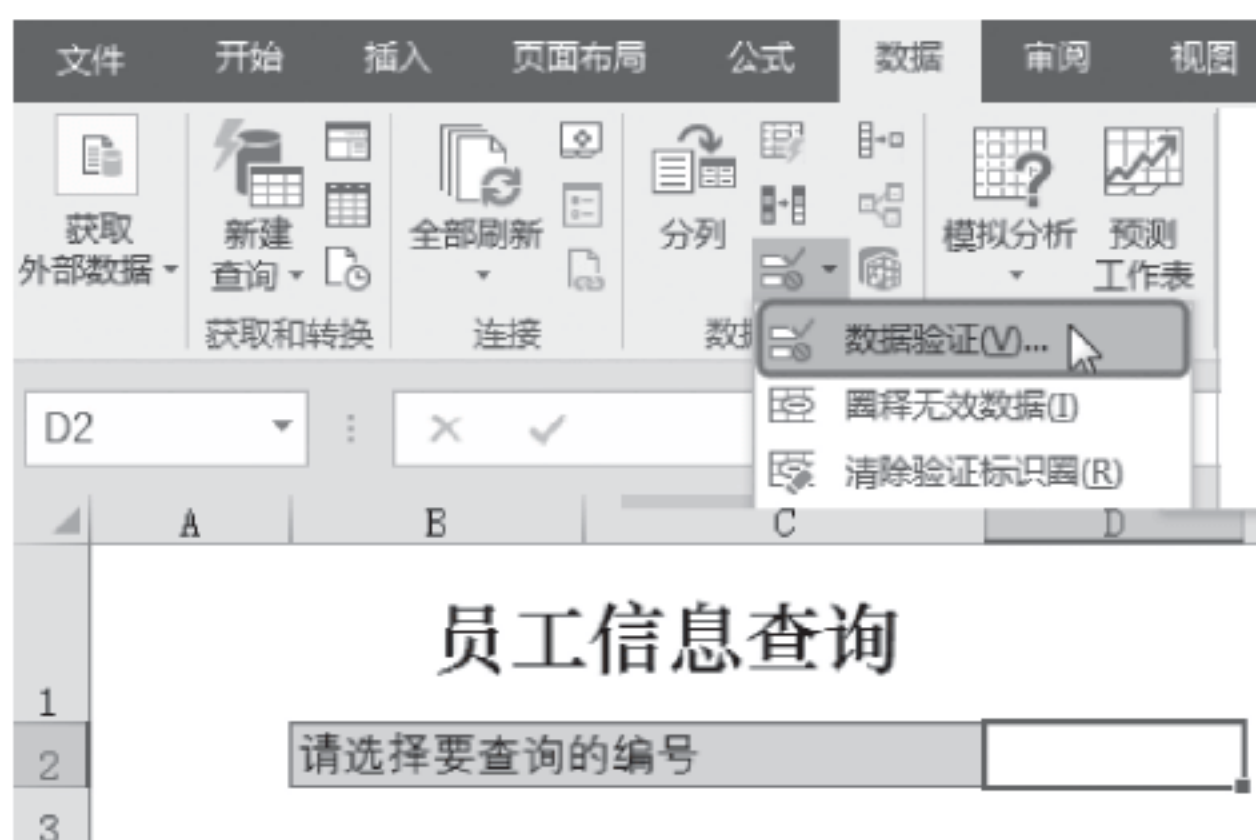 文件 开始 插入 页面布局 公式 数据 审阅 视图
获取
外部数据
新建
查询
全部刷新
分列
模拟分析
预测
工作表
获取和转换
连接
数据
数据验证(V)...
圈释无效数据(I)
清除验证标识圈(R)
D2
A B C D
员工信息查询
1
2 请选择要查询的编号
3